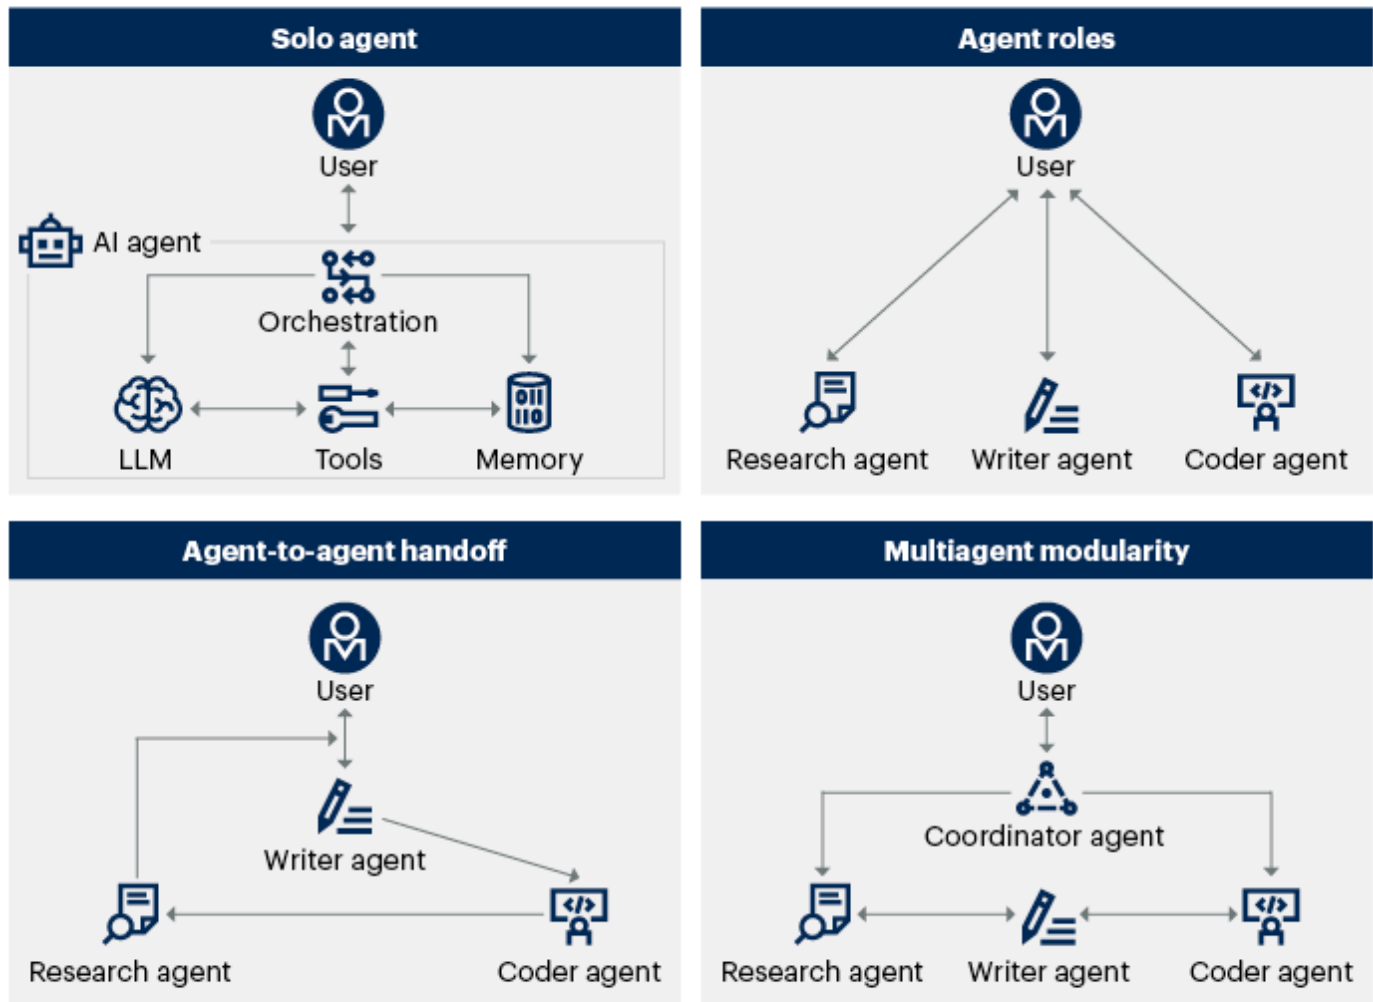 Solo agent
User
AI agent
Orchestration
LLM
Tools
Memory
Agent roles
User
Research agent
Writer agent
Coder agent
Agent-to-agent handoff
User
Writer agent
Research agent
Coder agent
Multiagent modularity
User
Coordinator agent
Research agent
Writer agent
Coder agent